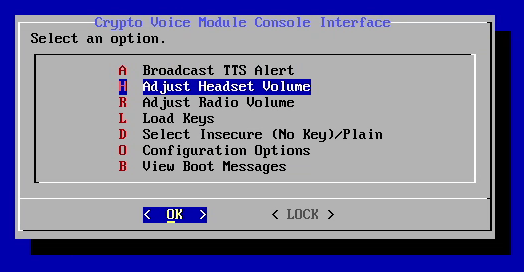 Crypto Voice Module Console Interface
Select an option.
A Broadcast TTS Alert
H Adjust Headset Volume
R Adjust Radio Volume
L Load Keys
D Select Insecure (No Key)/Plain
O Configuration Options
B View Boot Messages
< OK > < LOCK >